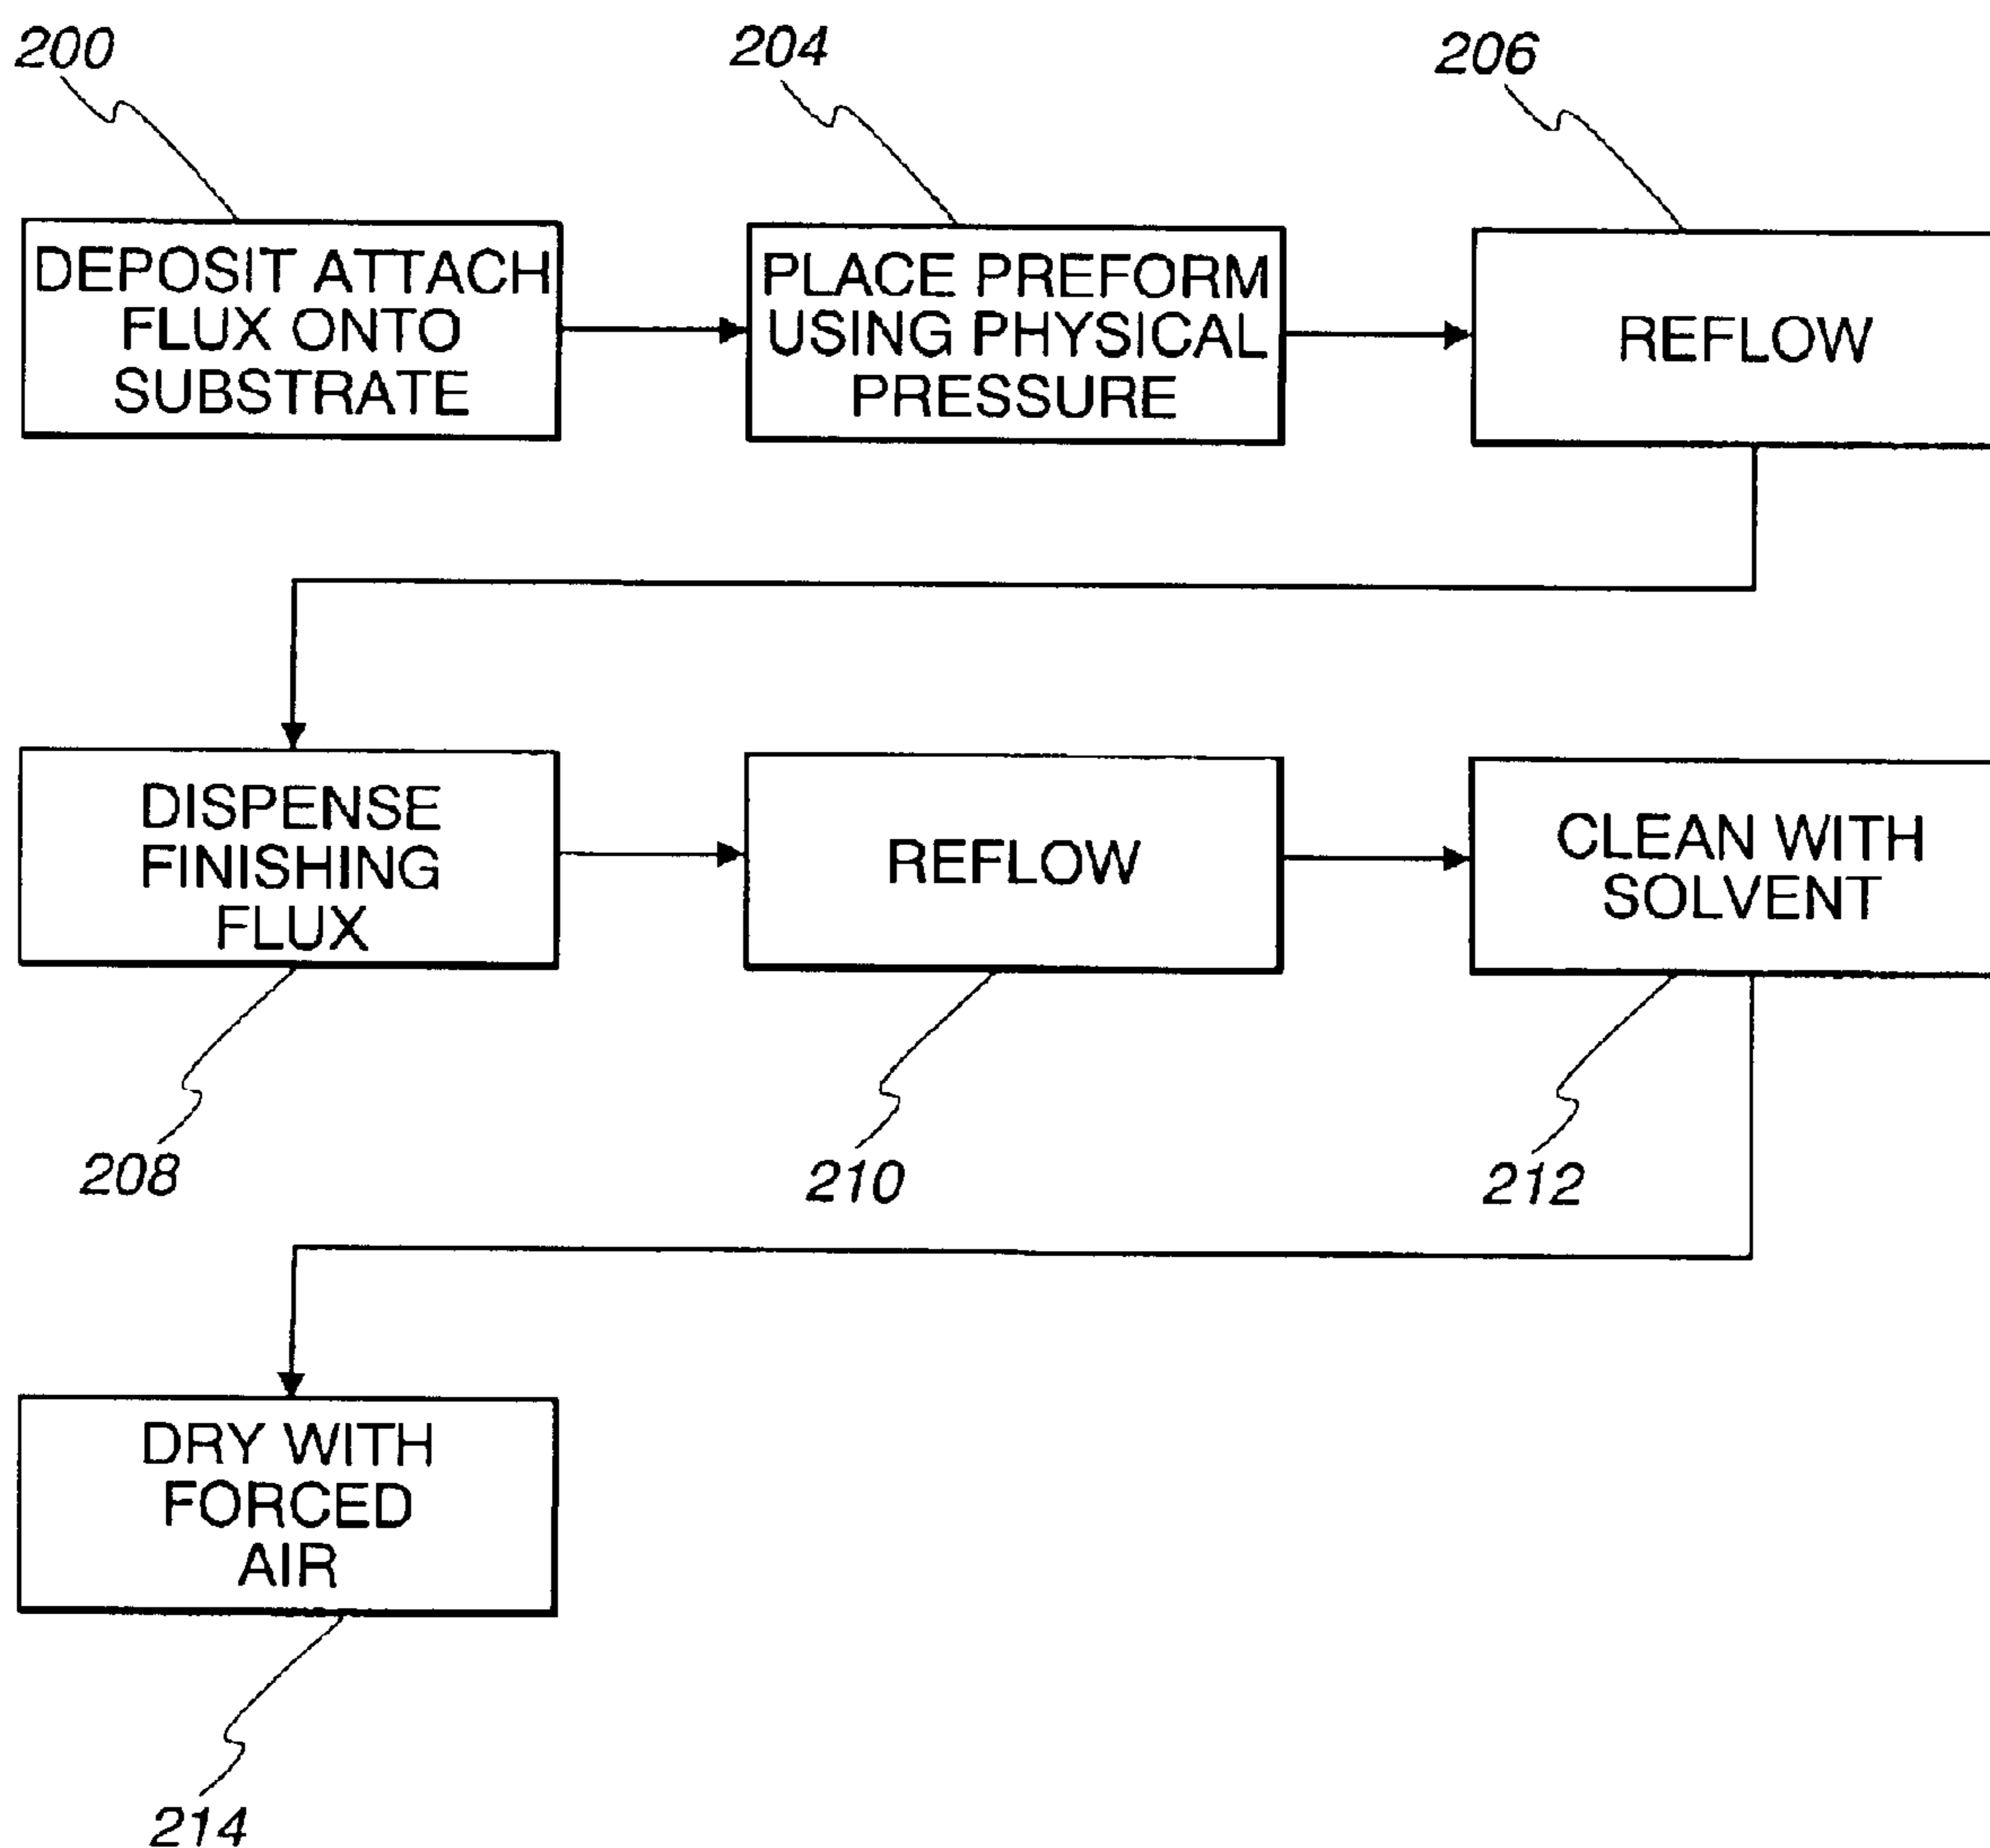 200
204
206
DEPOSIT ATTACH
FLUX ONTO
SUBSTRATE
PLACE PREFORM
USING PHYSICAL
PRESSURE
REFLOW
DISPENSE
FINISHING
FLUX
REFLOW
CLEAN WITH
SOLVENT
208
210
212
DRY WITH
FORCED
AIR
214